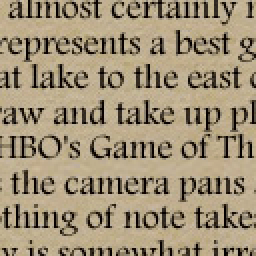 almost certainly
represents a best
at lake to the east
and take up
HBO's Game of
the camera pans
of note
is somewhat